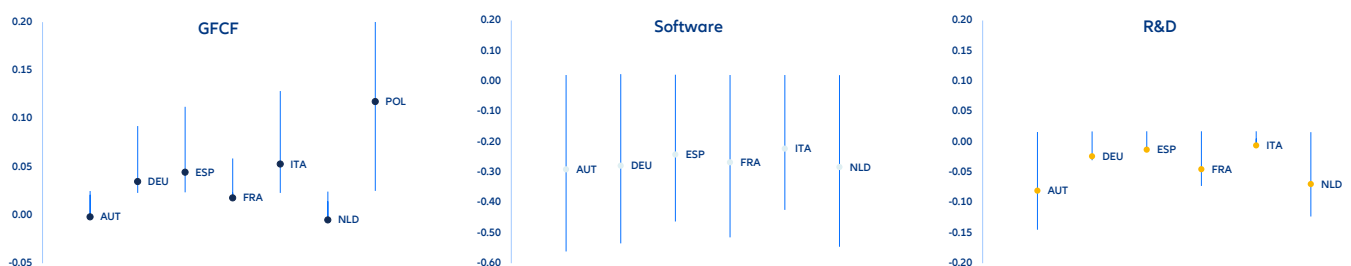 GFCF
0.20
0.15
0.10
0.05
0.00
-0.05
AUT
DEU
ESP
FRA
ITA
NLD
POL
Software
0.20
0.10
0.00
-0.10
-0.20
-0.30
-0.40
-0.50
-0.60
AUT
DEU
ESP
FRA
ITA
NLD
R&D
0.20
0.15
0.10
0.05
0.00
-0.05
-0.10
-0.15
-0.20
AUT
DEU
ESP
FRA
ITA
NLD